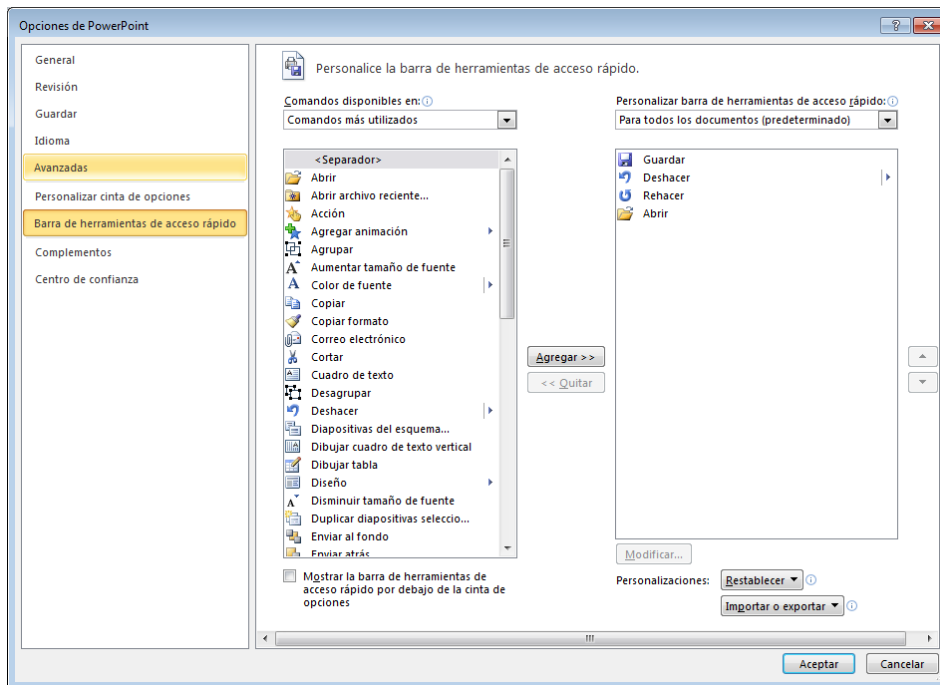 Opciones de PowerPoint
General
Revisión
Guardar
Idioma
Avanzadas
Personalizar cinta de opciones
Barra de herramientas de acceso rápido
Complementos
Centro de confianza
Personalice la barra de herramientas de acceso rápido.
Comandos disponibles en:
Comandos más utilizados
<Separador>
Abrir
Abrir archivo reciente...
Acción
Agregar animación
Agrupar
Aumentar tamaño de fuente
Color de fuente
Copiar
Copiar formato
Correo electrónico
Cortar
Cuadro de texto
Desagrupar
Deshacer
Diapositivas del esquema...
Dibujar cuadro de texto vertical
Dibujar tabla
Diseño
Disminuir tamaño de fuente
Duplicar diapositivas seleccio...
Enviar al fondo
Enviar atrás
Mostrar la barra de herramientas de
acceso rápido por debajo de la cinta de
opciones
Agregar >>
<< Quitar
Personalizar barra de herramientas de acceso rápido:
Para todos los documentos (predeterminado)
Guardar
Deshacer
Rehacer
Abrir
Modificar...
Personalizaciones: Restablecer
Importar o exportar
Aceptar
Cancelar